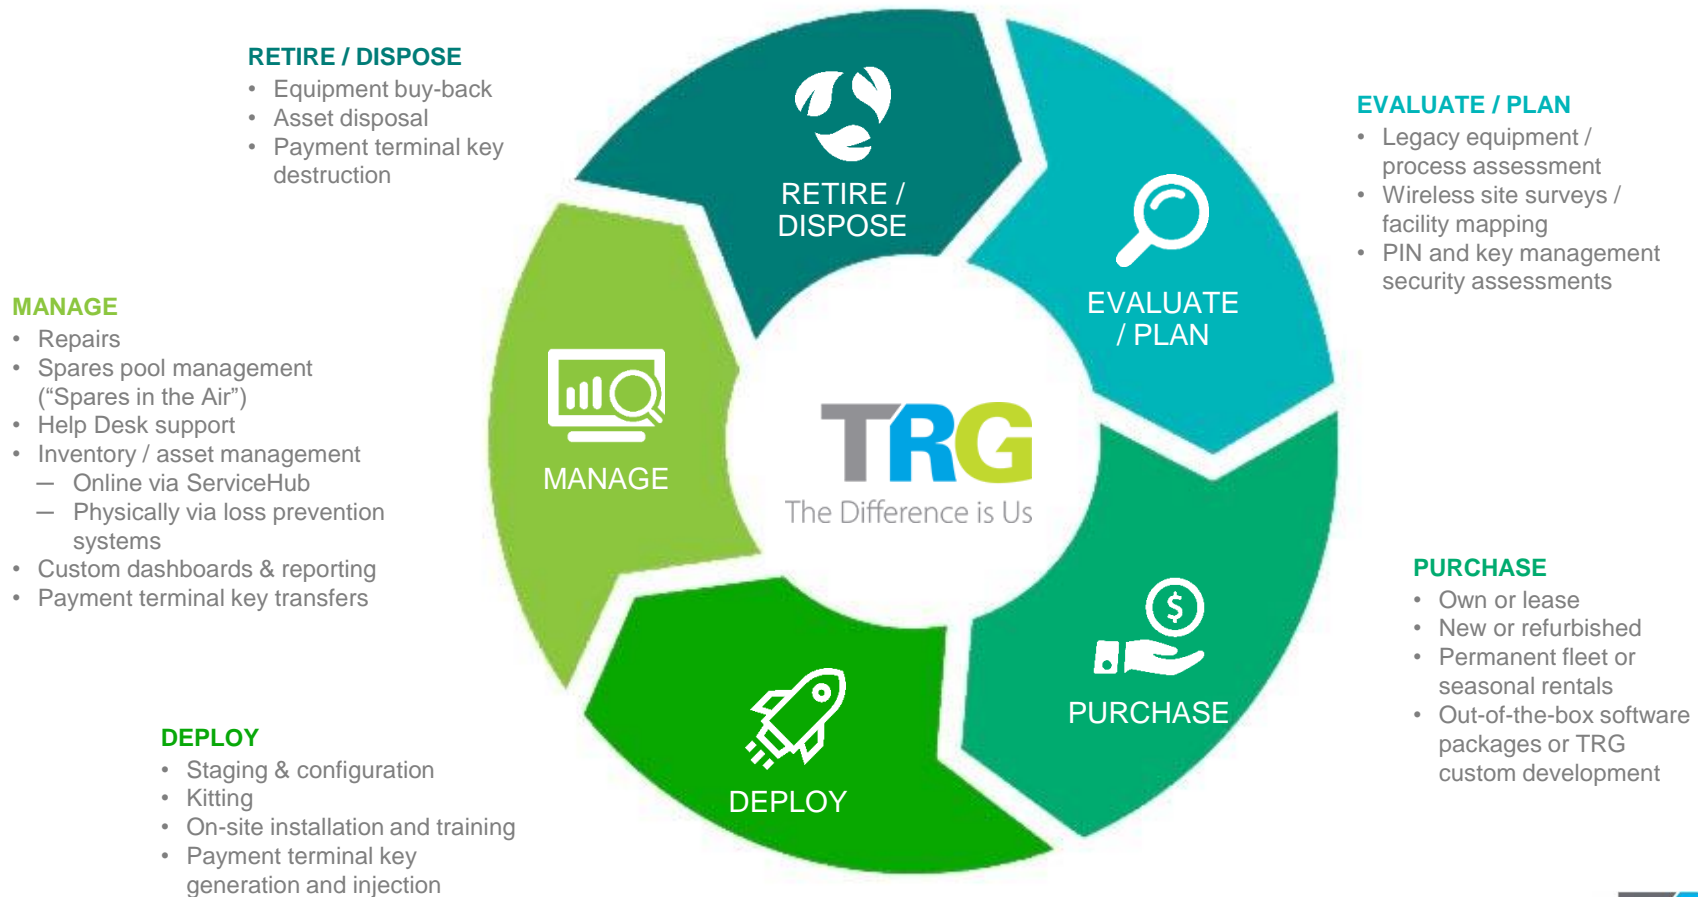 RETIRE / DISPOSE
• Equipment buy-back
• Asset disposal
• Payment terminal key
destruction
EVALUATE / PLAN
• Legacy equipment /
process assessment
• Wireless site surveys /
facility mapping
• PIN and key management
security assessments
MANAGE
• Repairs
• Spares pool management
(“Spares in the Air”)
• Help Desk support
• Inventory / asset management
— Online via ServiceHub
— Physically via loss prevention
systems
• Custom dashboards & reporting
• Payment terminal key transfers
PURCHASE
• Own or lease
• New or refurbished
• Permanent fleet or
seasonal rentals
• Out-of-the-box software
packages or TRG
custom development
DEPLOY
• Staging & configuration
• Kitting
• On-site installation and training
• Payment terminal key
generation and injection
RETIRE /
DISPOSE
EVALUATE
/ PLAN
$
PURCHASE
DEPLOY
MANAGE
TRG
The Difference is Us